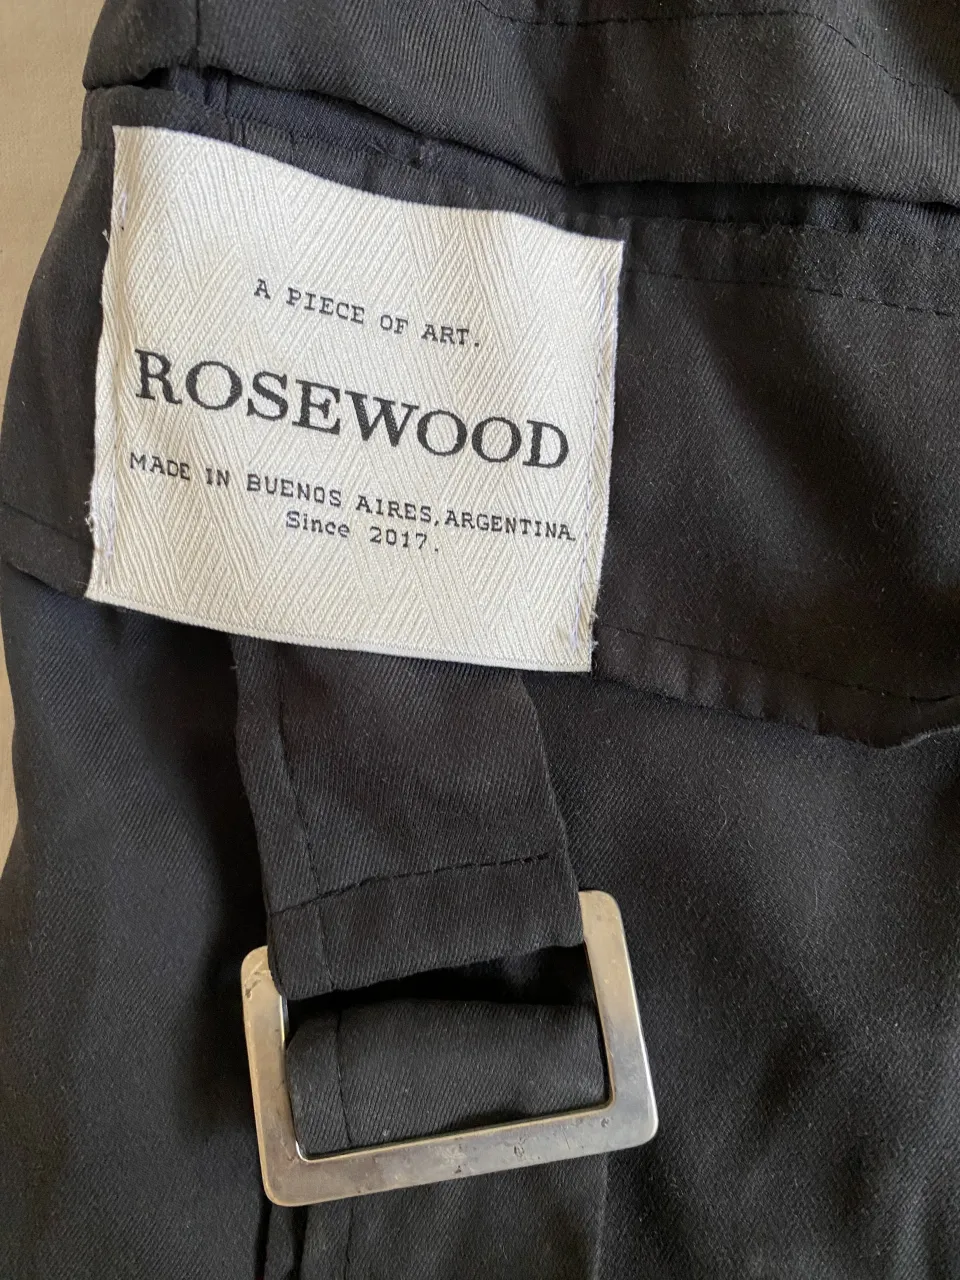 A PIECE OF ART.
ROSEWOOD
MADE IN BUENOS AIRES,ARGENTINA.
Since 2017.